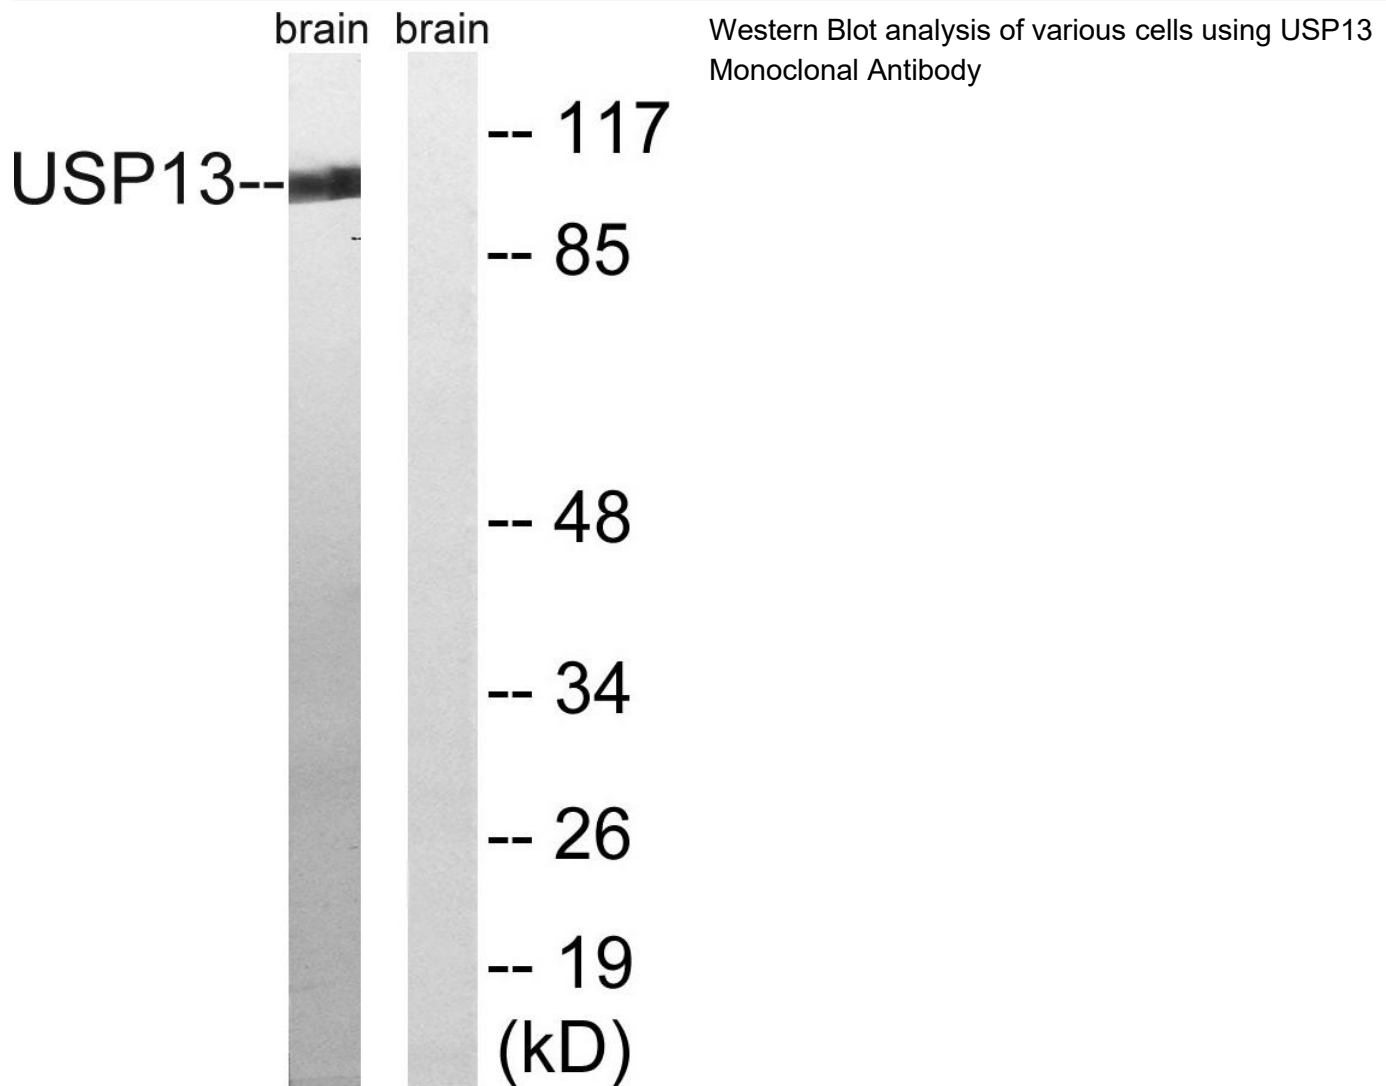 brain brain
Western Blot analysis of various cells using USP13
Monoclonal Antibody
-- 117
USP13--
-- 85
-- 48
-- 34
-- 26
-- 19
(kD)